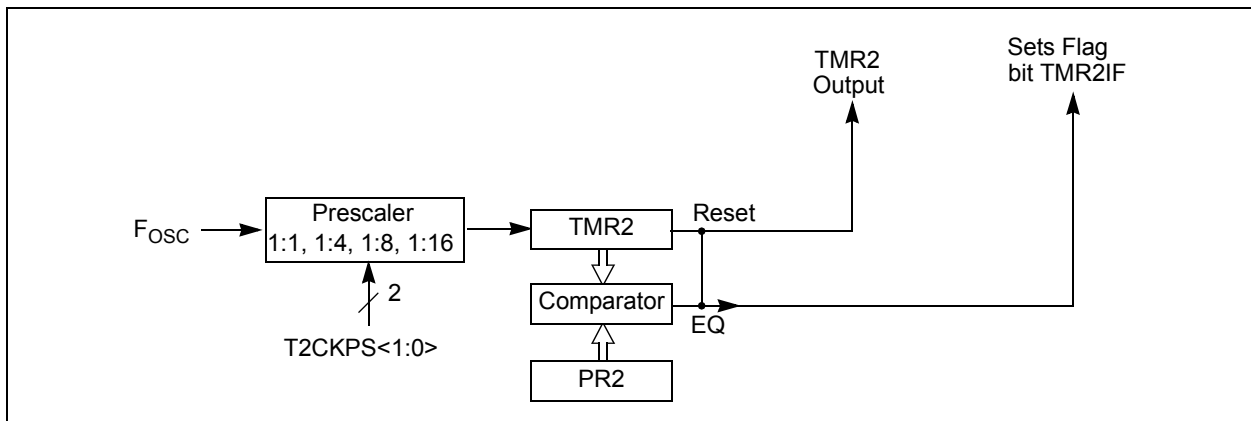 TMR2
Output
Sets Flag
bit TMR2IF
FOSC
Prescaler
1:1, 1:4, 1:8, 1:16
2
T2CKPS<1:0>
TMR2
Reset
Comparator
EQ
PR2